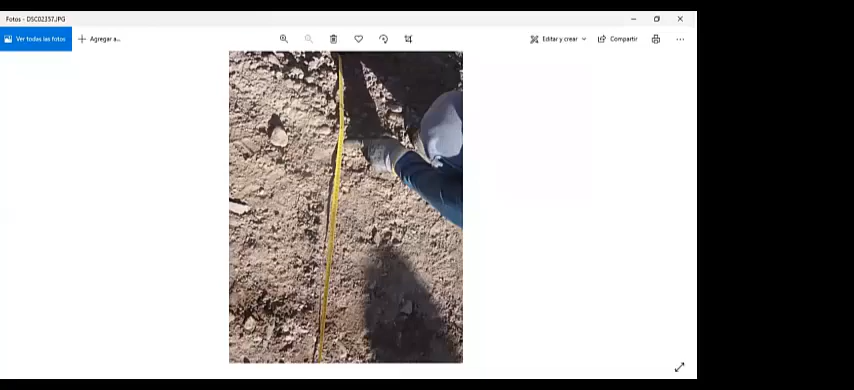 Fotos - DSC02357.JPG
Ver todas las fotos
Agregar a...
Editar y crear
Compartir